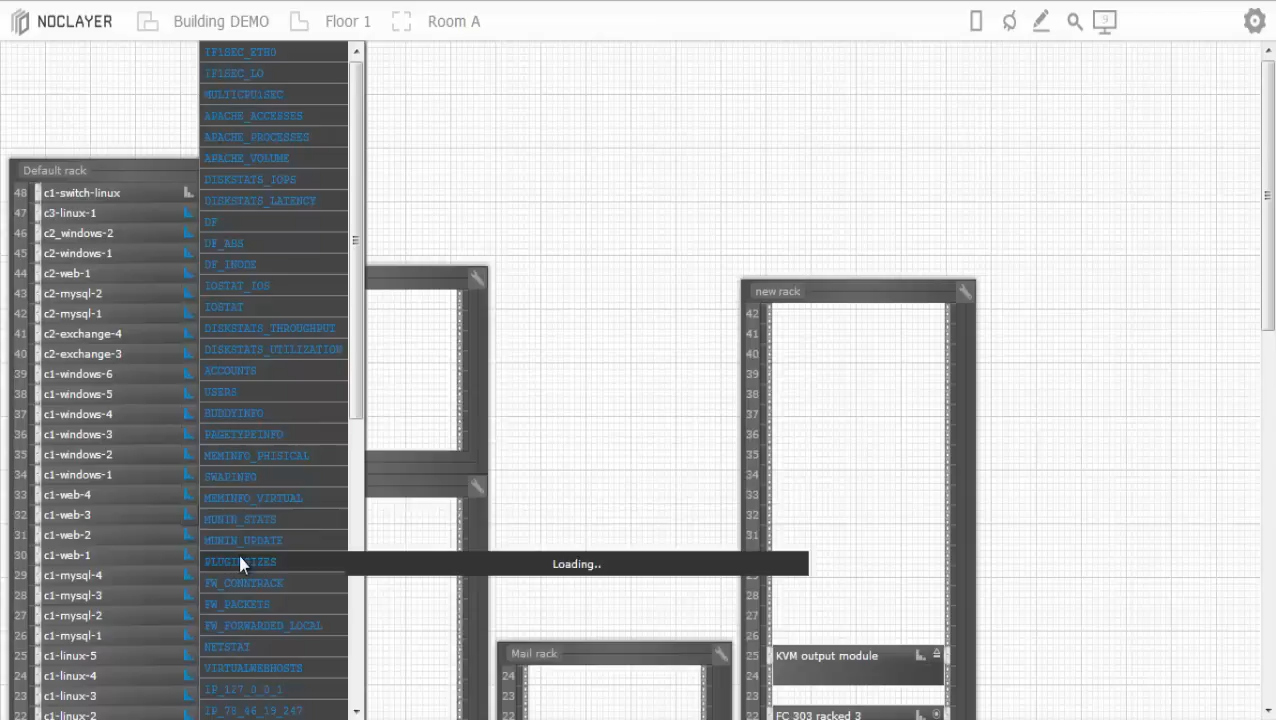 NOCLAYER
Building DEMO
Floor 1
Room A
9
Default rack
48 c1-switch-linux
47 c3-linux-1
46 c2_windows-2
45 c2-windows-1
44 c2-web-1
43 c2-mysql-2
42 c2-mysql-1
41 c2-exchange-4
40 c2-exchange-3
39 c1-windows-6
38 c1-windows-5
37 c1-windows-4
36 c1-windows-3
35 c1-windows-2
34 c1-windows-1
33 c1-web-4
32 c1-web-3
31 c1-web-2
30 c1-web-1
29 c1-mysql-4
28 c1-mysql-3
27 c1-mysql-2
26 c1-mysql-1
25 c1-linux-5
24 c1-linux-4
23 c1-linux-3
22 c1-linux-2
IF1SEC_ETH0
IF1SEC_LO
MULTICPU1SEC
APACHE_ACCESSES
APACHE_PROCESSES
APACHE_VOLUME
DISKSTATS_IOPS
DISKSTATS_LATENCY
DF
DF_ABS
DF_INODE
IOSTAT_IOS
IOSTAT
DISKSTATS_THROUGHPUT
DISKSTATS_UTILIZATION
ACCOUNTS
USERS
BUDDYINFO
PAGETYPEINFO
MEMINFO_PHISICAL
SWAPINFO
MEMINFO_VIRTUAL
MUNIN_STATS
MUNIN_UPDATE
PLUGINSIZES
FW_CONNTRACK
FW_PACKETS
FW_FORWARDED_LOCAL
NETSTAT
VIRTUALWEBHOSTS
IP_127_0_0_1
IP_78_46_19_247
Loading..
Mail rack
24
23
22
new rack
42
41
40
39
38
37
36
35
34
33
32
31
29
28
27
26
25 KVM output module
22 FC 303 racked 3